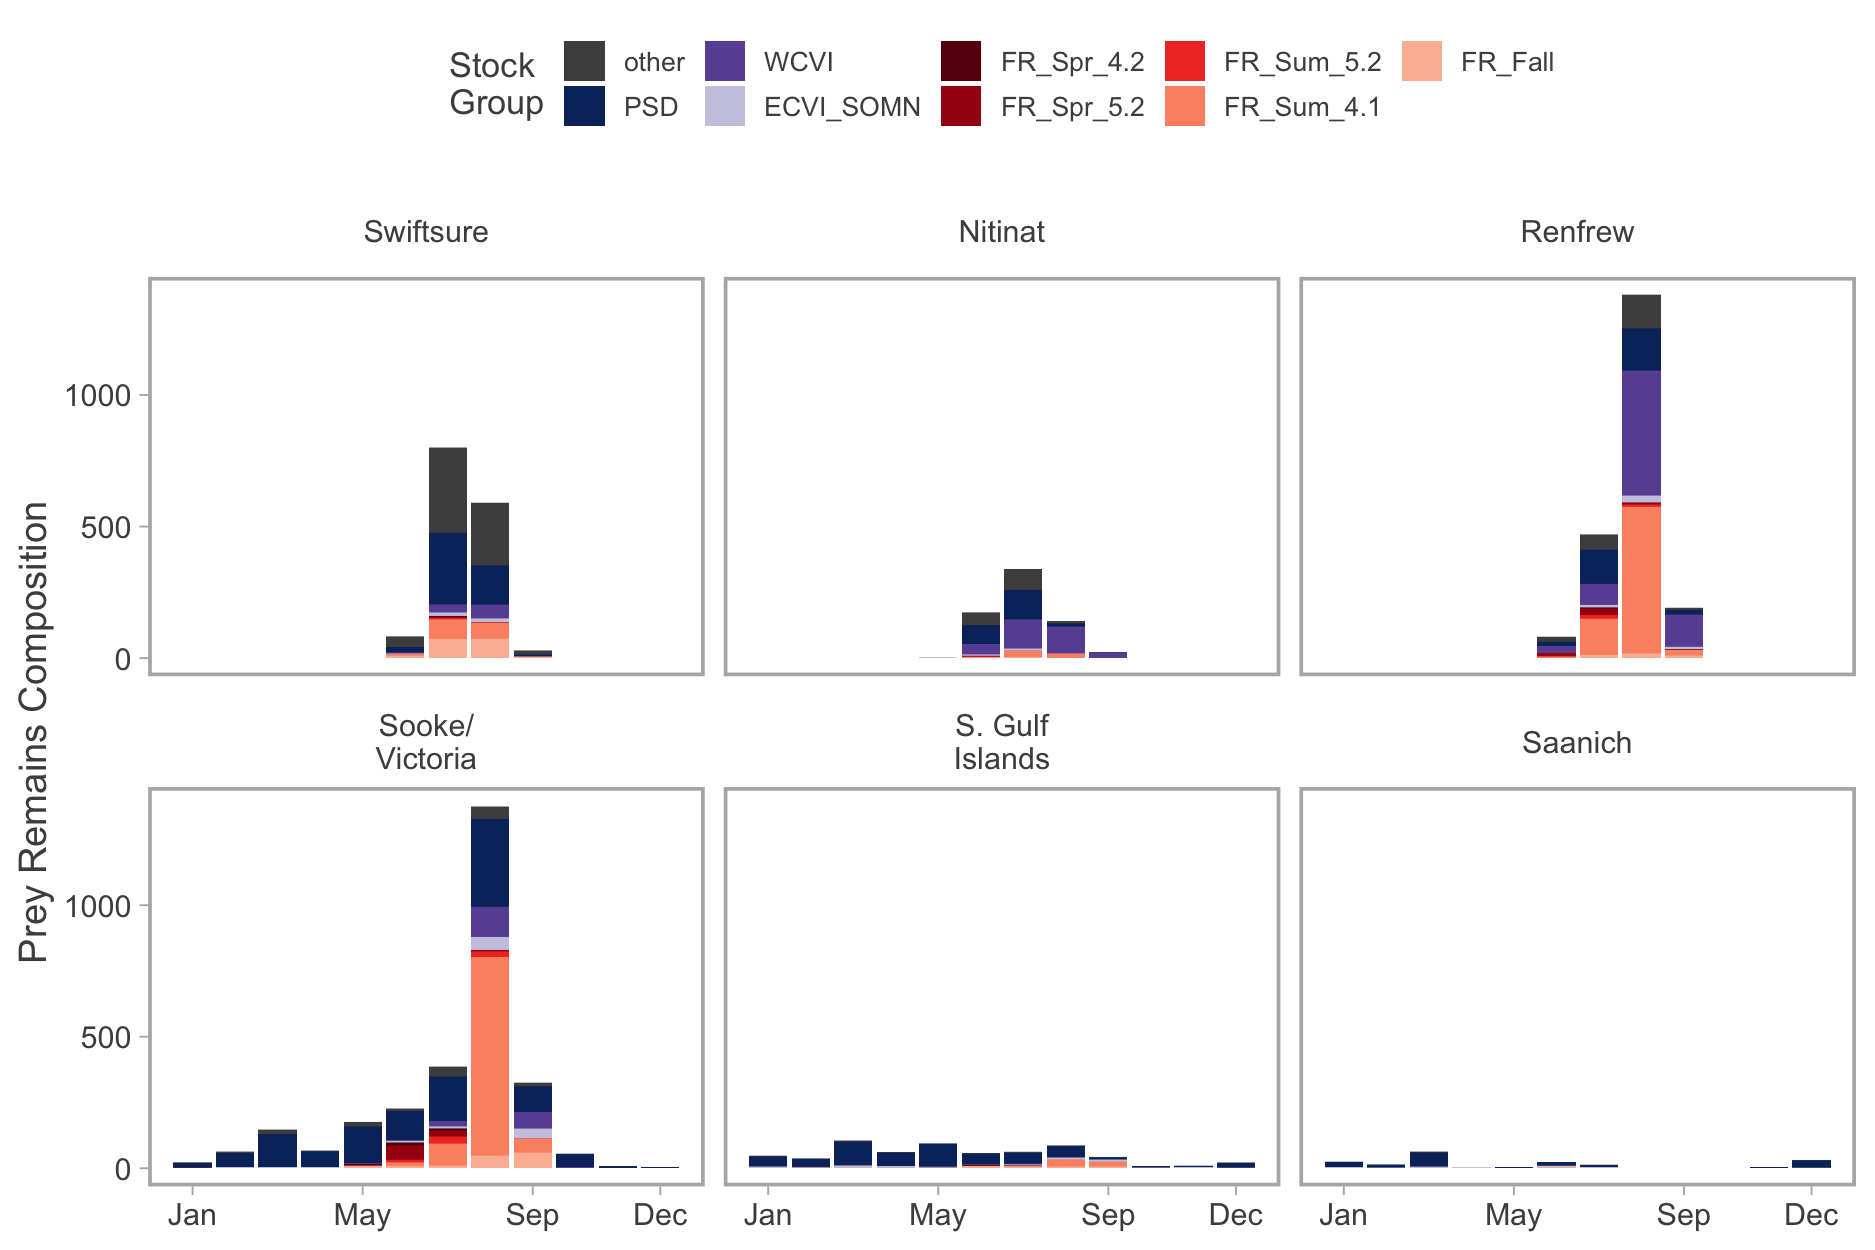 Stock
Group
other
WCVI
FR_Spr_4.2
FR_Sum_5.2
FR_Fall
PSD
ECVI_SOMN
FR_Spr_5.2
FR_Sum_4.1
Swiftsure
Nitinat
Renfrew
1000
500
0
Prey Remains Composition
Sooke/
Victoria
S. Gulf
Islands
Saanich
1000
500
0
Jan May Sep Dec
Jan May Sep Dec
Jan May Sep Dec